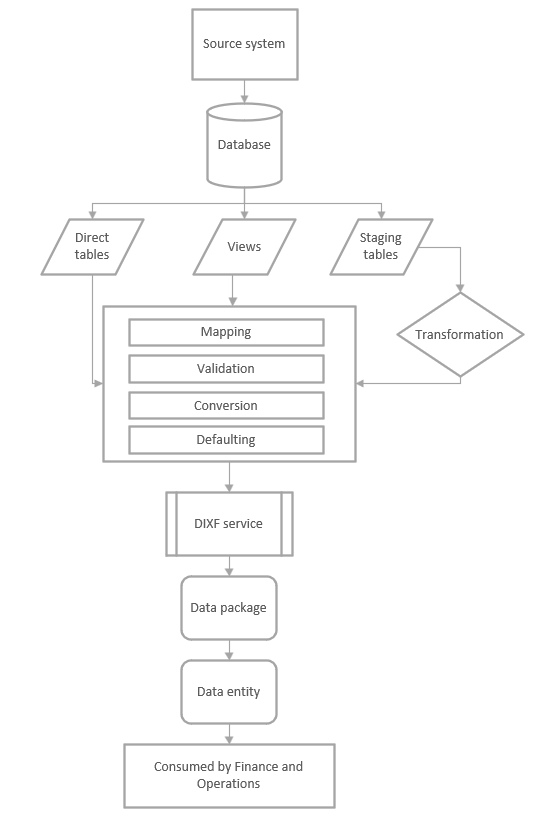 Source system
Database
Direct
tables
Views
Staging
tables
Transformation
Mapping
Validation
Conversion
Defaulting
DIXF service
Data package
Data entity
Consumed by Finance and
Operations